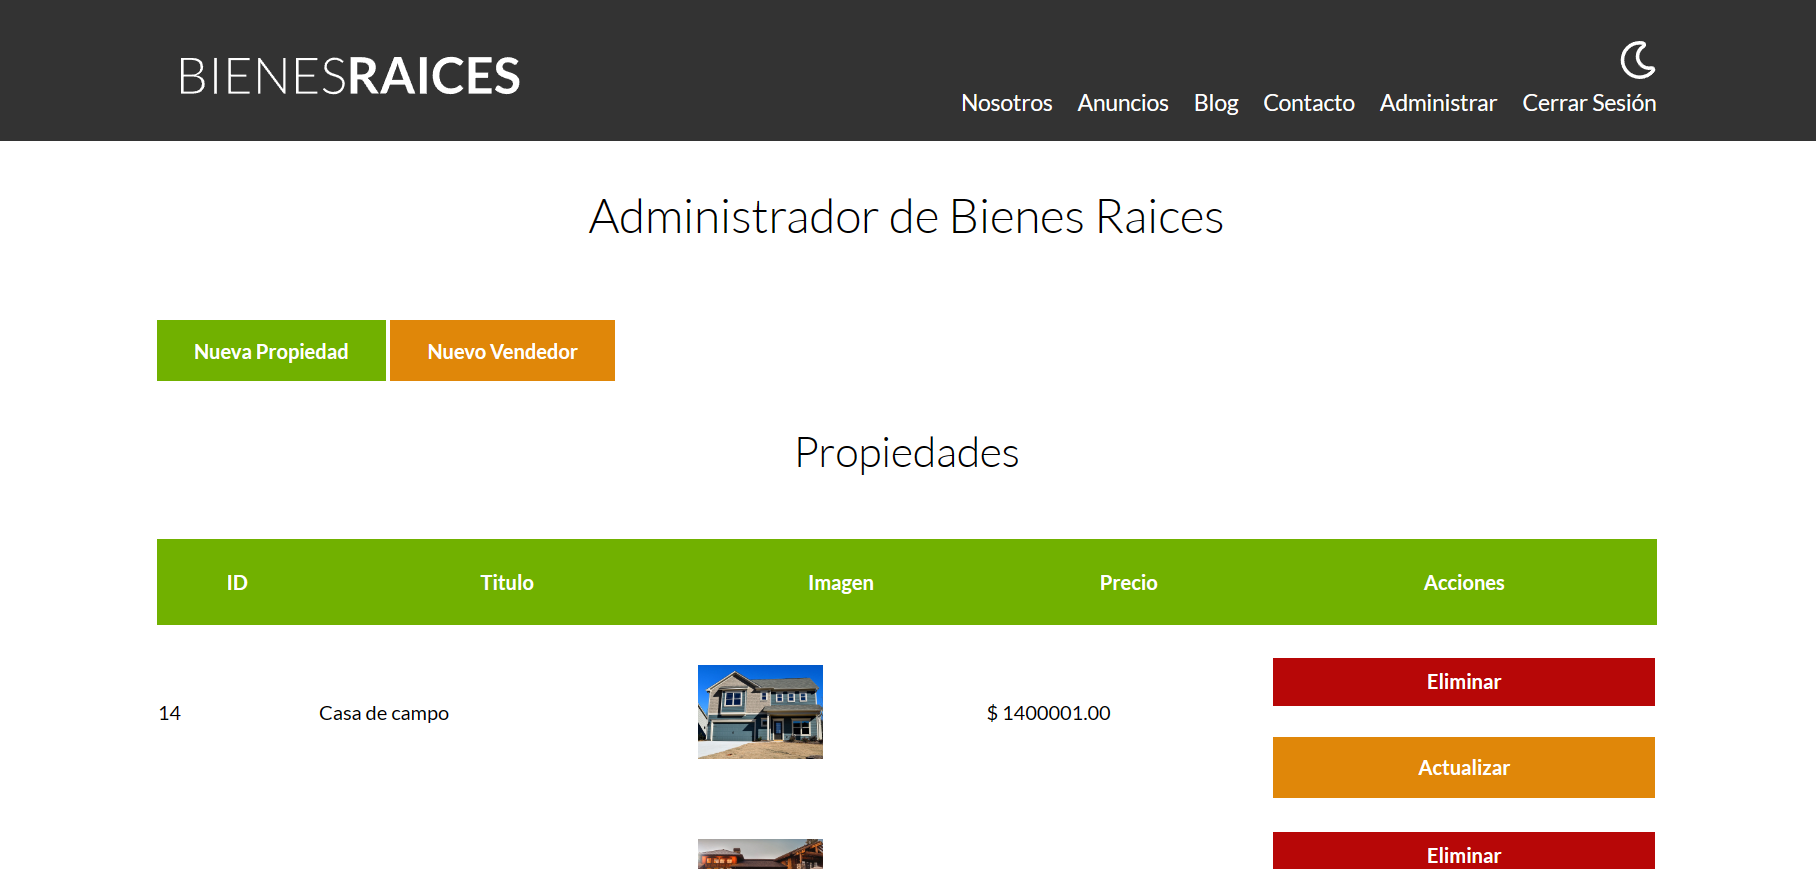 BIENESRAICES
Nosotros Anuncios Blog Contacto Administrar Cerrar Sesión
Administrador de Bienes Raices
Nueva Propiedad Nuevo Vendedor
Propiedades
ID Titulo Imagen Precio Acciones
14 Casa de campo $ 1400001.00 Eliminar
Actualizar
Eliminar